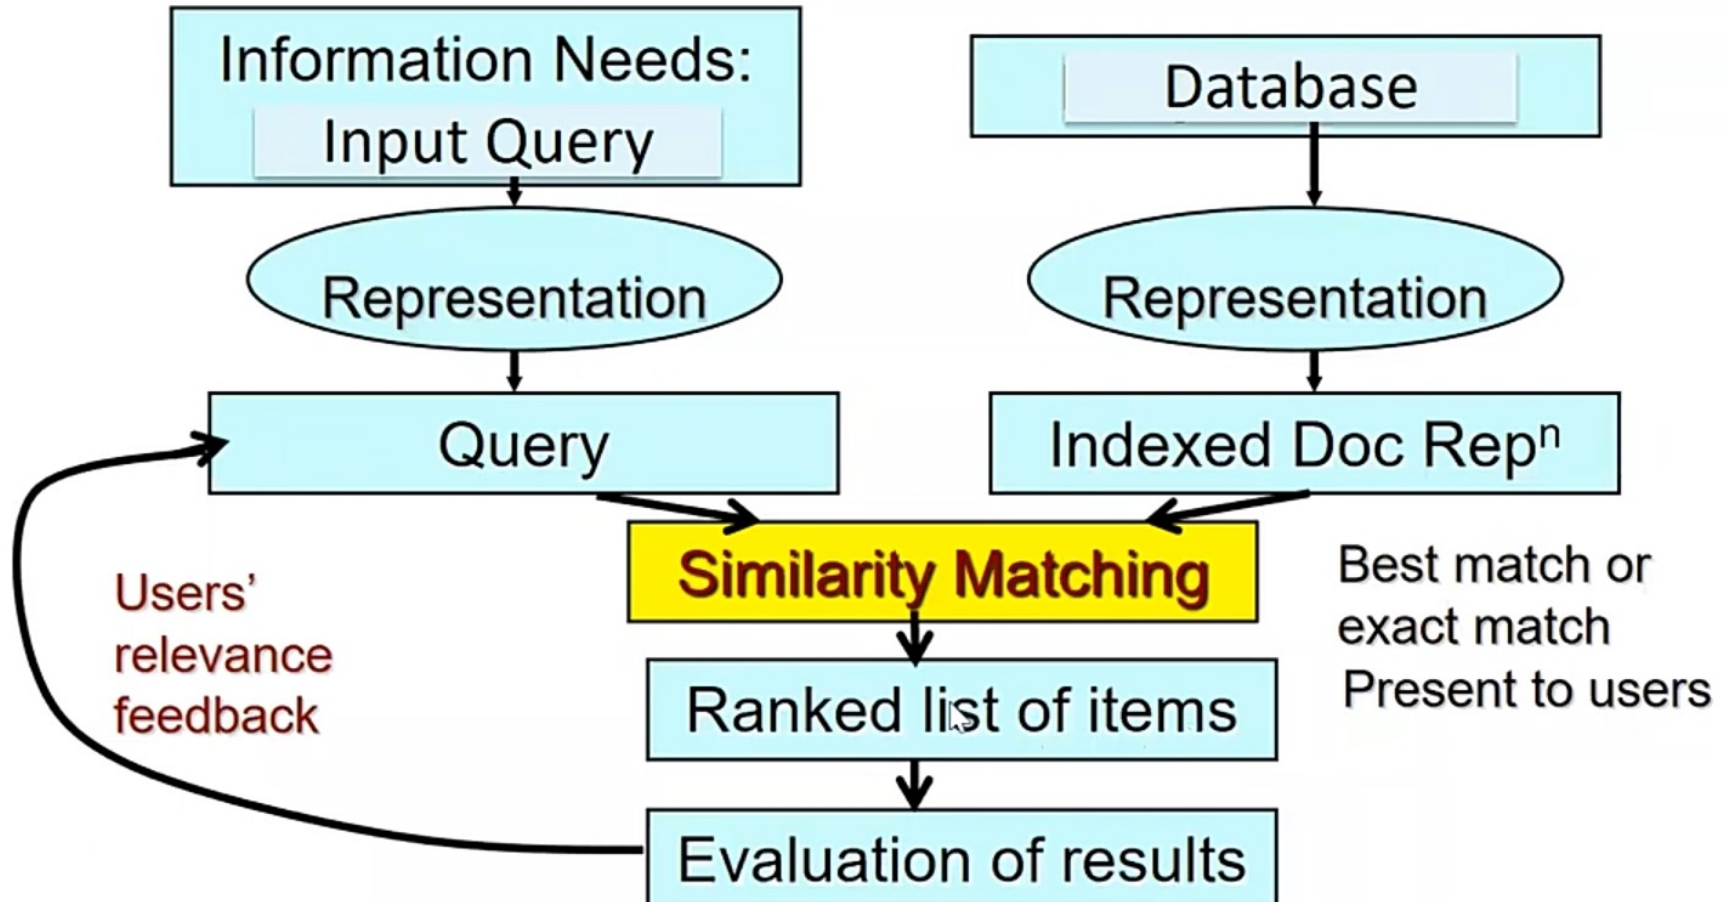 Information Needs:
Input Query
Database
Representation
Representation
Query
Indexed Doc Repⁿ
Similarity Matching
Best match or
exact match
Present to users
Users’
relevance
feedback
Ranked list of items
Evaluation of results